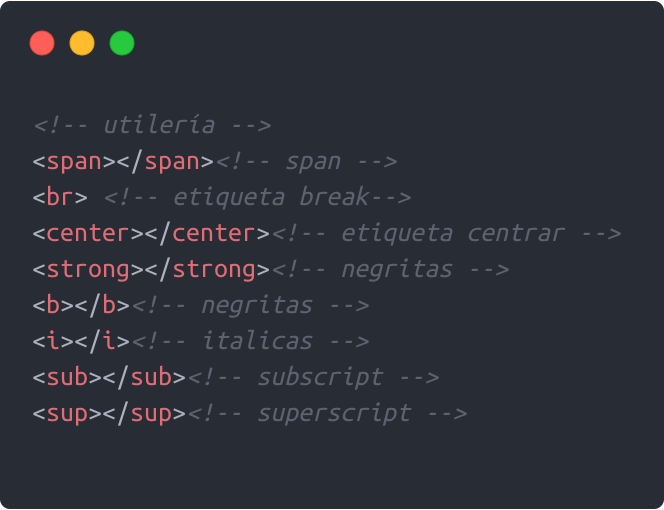 <!-- utilería -->
<span></span><!-- span -->
<br> <!-- etiqueta break-->
<center></center><!-- etiqueta centrar -->
<strong></strong><!-- negritas -->
<b></b><!-- negritas -->
<i></i><!-- italicas -->
<sub></sub><!-- subscript -->
<sup></sup><!-- superscript -->